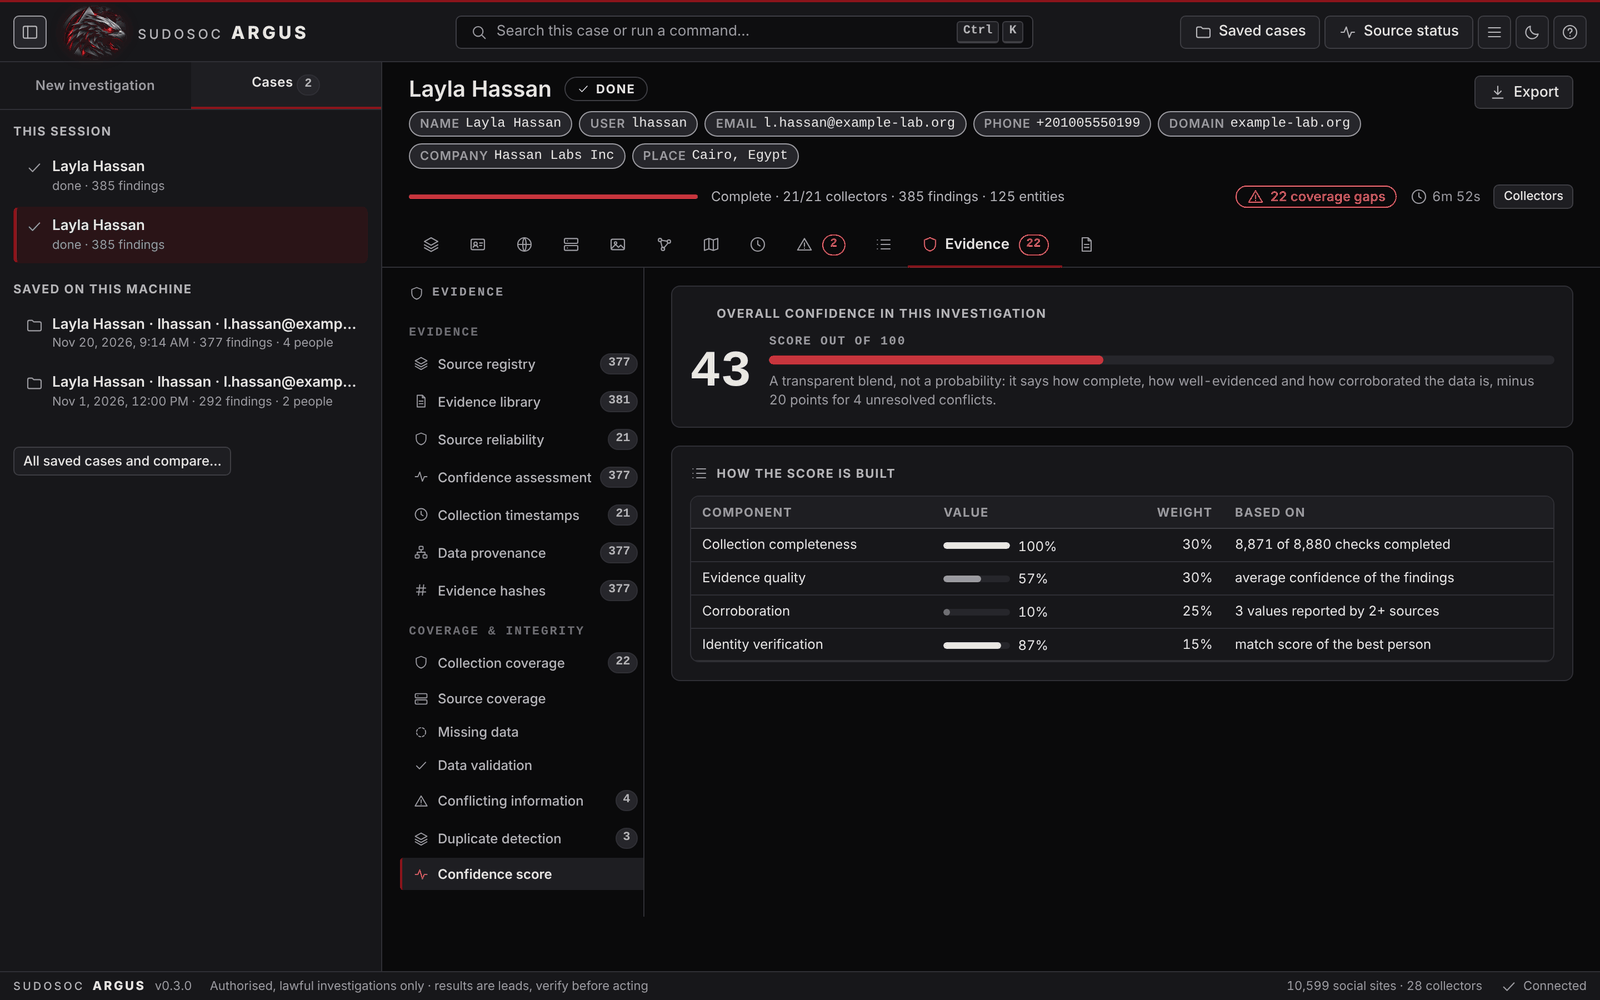 SUDOSOC ARGUS
Search this case or run a command...
Ctrl K
Saved cases
Source status
New investigation
Cases 2
THIS SESSION
Layla Hassan
done · 385 findings
Layla Hassan
done · 385 findings
SAVED ON THIS MACHINE
Layla Hassan · lhassan · l.hassan@examp...
Nov 20, 2026, 9:14 AM · 377 findings · 4 people
Layla Hassan · lhassan · l.hassan@examp...
Nov 1, 2026, 12:00 PM · 292 findings · 2 people
All saved cases and compare...
Layla Hassan
DONE
Export
NAME Layla Hassan
USER lhassan
EMAIL l.hassan@example-lab.org
PHONE +201005550199
DOMAIN example-lab.org
COMPANY Hassan Labs Inc
PLACE Cairo, Egypt
Complete · 21/21 collectors · 385 findings · 125 entities
22 coverage gaps
6m 52s
Collectors
2
Evidence 22
EVIDENCE
EVIDENCE
Source registry 377
Evidence library 381
Source reliability 21
Confidence assessment 377
Collection timestamps 21
Data provenance 377
Evidence hashes 377
COVERAGE & INTEGRITY
Collection coverage 22
Source coverage
Missing data
Data validation
Conflicting information 4
Duplicate detection 3
Confidence score
OVERALL CONFIDENCE IN THIS INVESTIGATION
43
SCORE OUT OF 100
A transparent blend, not a probability: it says how complete, how well-evidenced and how corroborated the data is, minus
20 points for 4 unresolved conflicts.
HOW THE SCORE IS BUILT
COMPONENT VALUE WEIGHT BASED ON
Collection completeness 100% 30% 8,871 of 8,880 checks completed
Evidence quality 57% 30% average confidence of the findings
Corroboration 10% 25% 3 values reported by 2+ sources
Identity verification 87% 15% match score of the best person
SUDOSOC ARGUS v0.3.0 Authorised, lawful investigations only · results are leads, verify before acting
10,599 social sites · 28 collectors
Connected